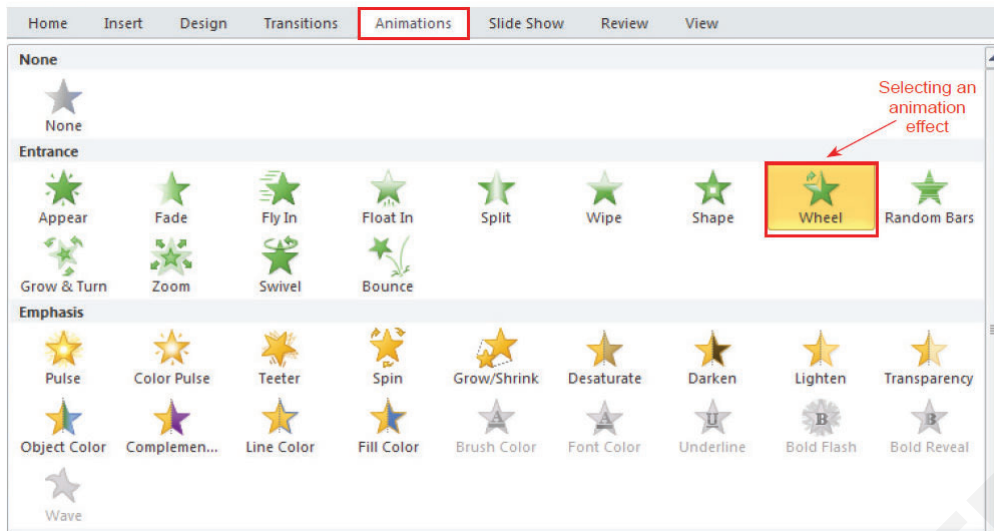 Home Insert Design Transitions Animations Slide Show Review View
None
Selecting an
animation
effect
None
Entrance
Appear Fade Fly In Float In Split Wipe Shape Wheel Random Bars
Grow & Turn Zoom Swivel Bounce
Emphasis
Pulse Color Pulse Teeter Spin Grow/Shrink Desaturate Darken Lighten Transparency
Object Color Complemen... Line Color Fill Color Brush Color Font Color Underline Bold Flash Bold Reveal
Wave